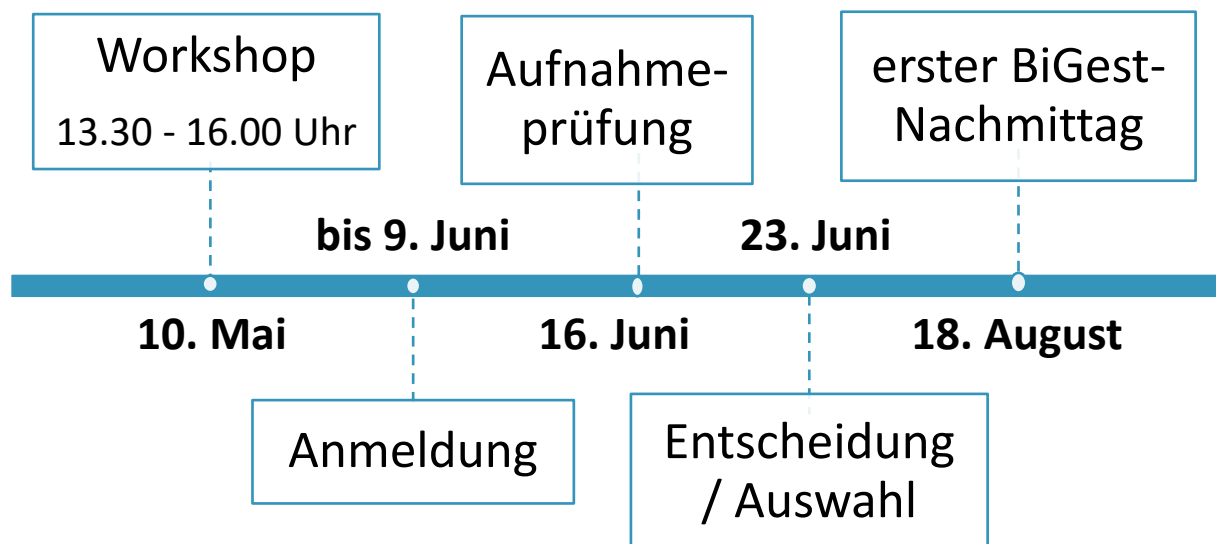 Workshop
13.30 - 16.00 Uhr
Aufnahme-
prüfung
erster BiGest-
Nachmittag
bis 9. Juni
23. Juni
10. Mai
16. Juni
18. August
Anmeldung
Entscheidung
/ Auswahl